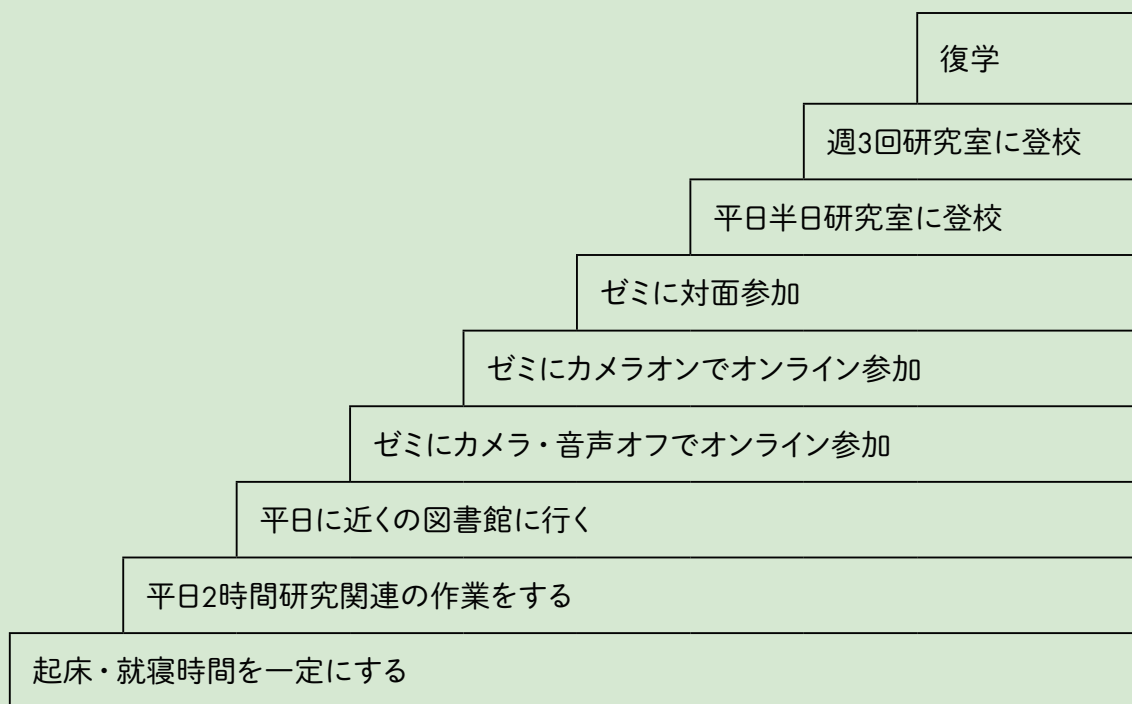 復学
週3回研究室に登校
平日半日研究室に登校
ゼミに対面参加
ゼミにカメラオンでオンライン参加
ゼミにカメラ・音声オフでオンライン参加
平日に近くの図書館に行く
平日2時間研究関連の作業をする
起床・就寝時間を一定にする